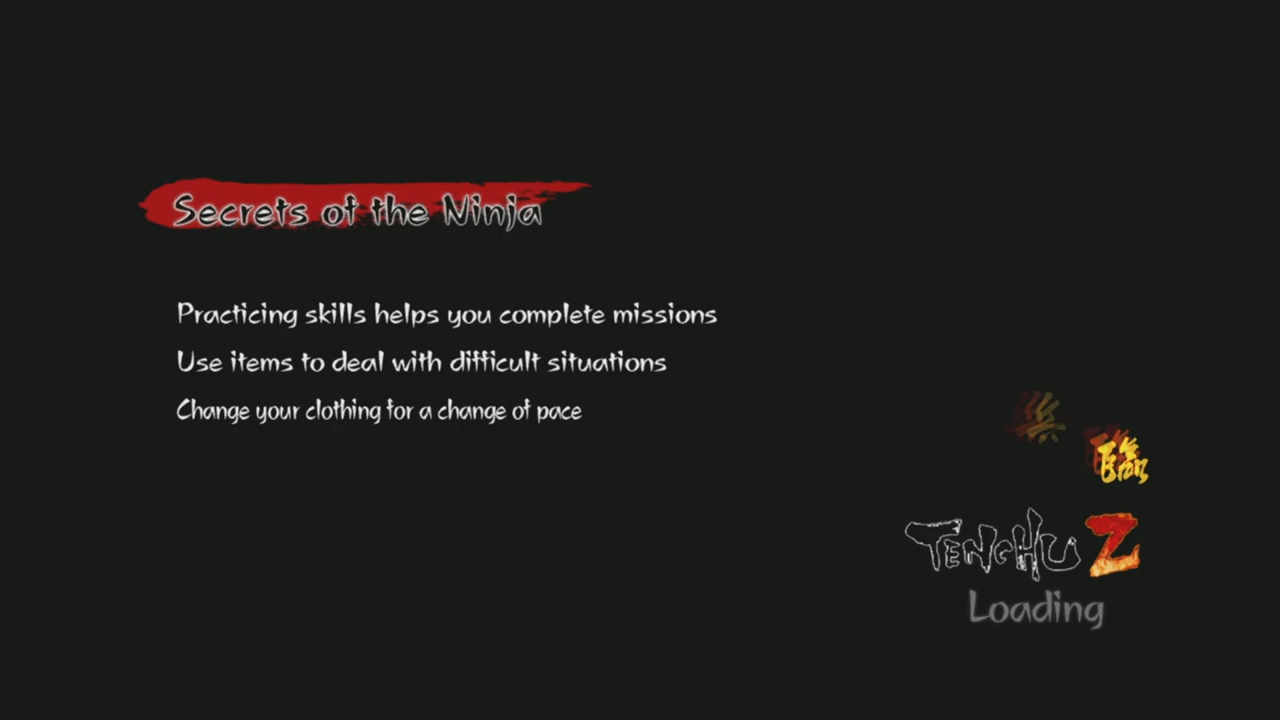 Secrets of the Ninja
Practicing skills helps you complete missions
Use items to deal with difficult situations
Change your clothing for a change of pace
臨
TENCHU Z
Loading